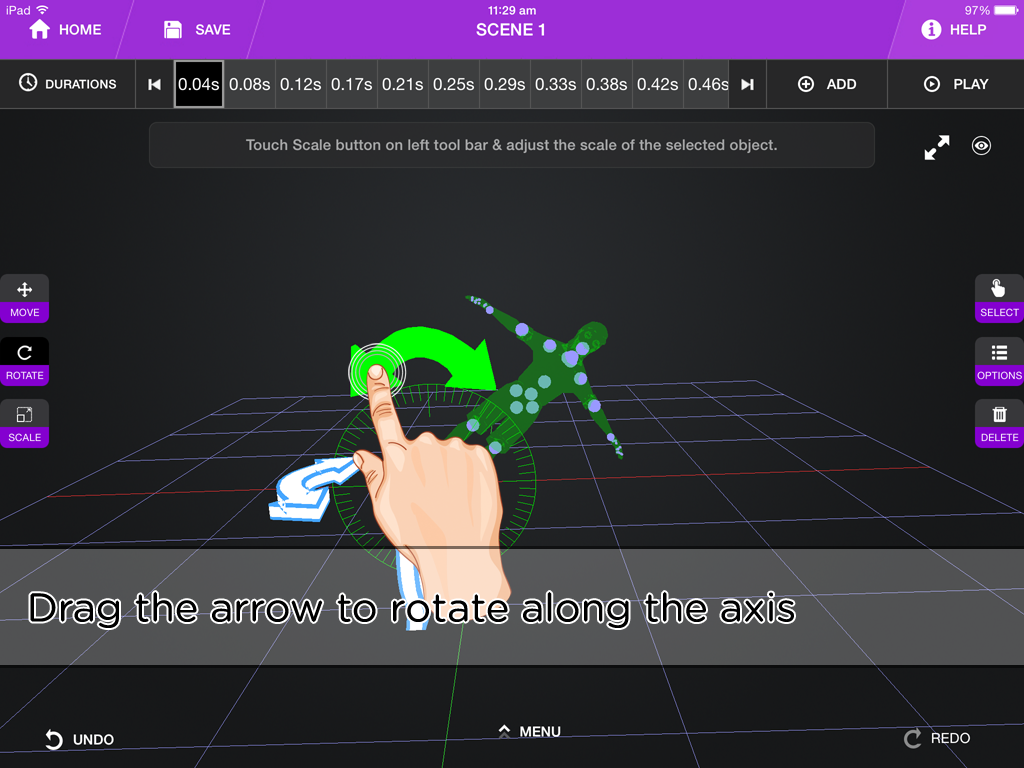 iPad 11:29 am 97%
HOME SAVE SCENE 1 HELP
DURATIONS 0.04s 0.08s 0.12s 0.17s 0.21s 0.25s 0.29s 0.33s 0.38s 0.42s 0.46s ADD PLAY
Touch Scale button on left tool bar & adjust the scale of the selected object.
MOVE
SELECT
ROTATE
OPTIONS
SCALE
DELETE
Drag the arrow to rotate along the axis
UNDO MENU REDO